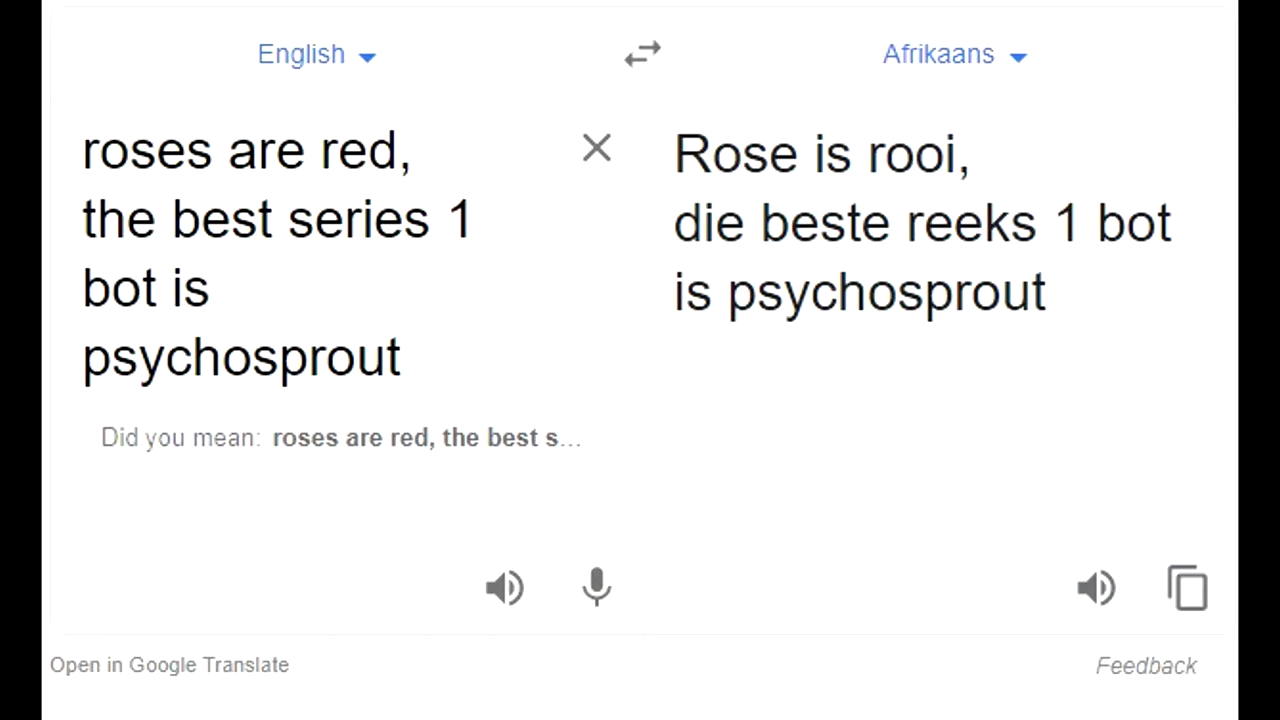 English
Afrikaans
roses are red,
the best series 1
bot is
psychosprout
Rose is rooi,
die beste reeks 1 bot
is psychosprout
Did you mean: roses are red, the best s...
Open in Google Translate
Feedback